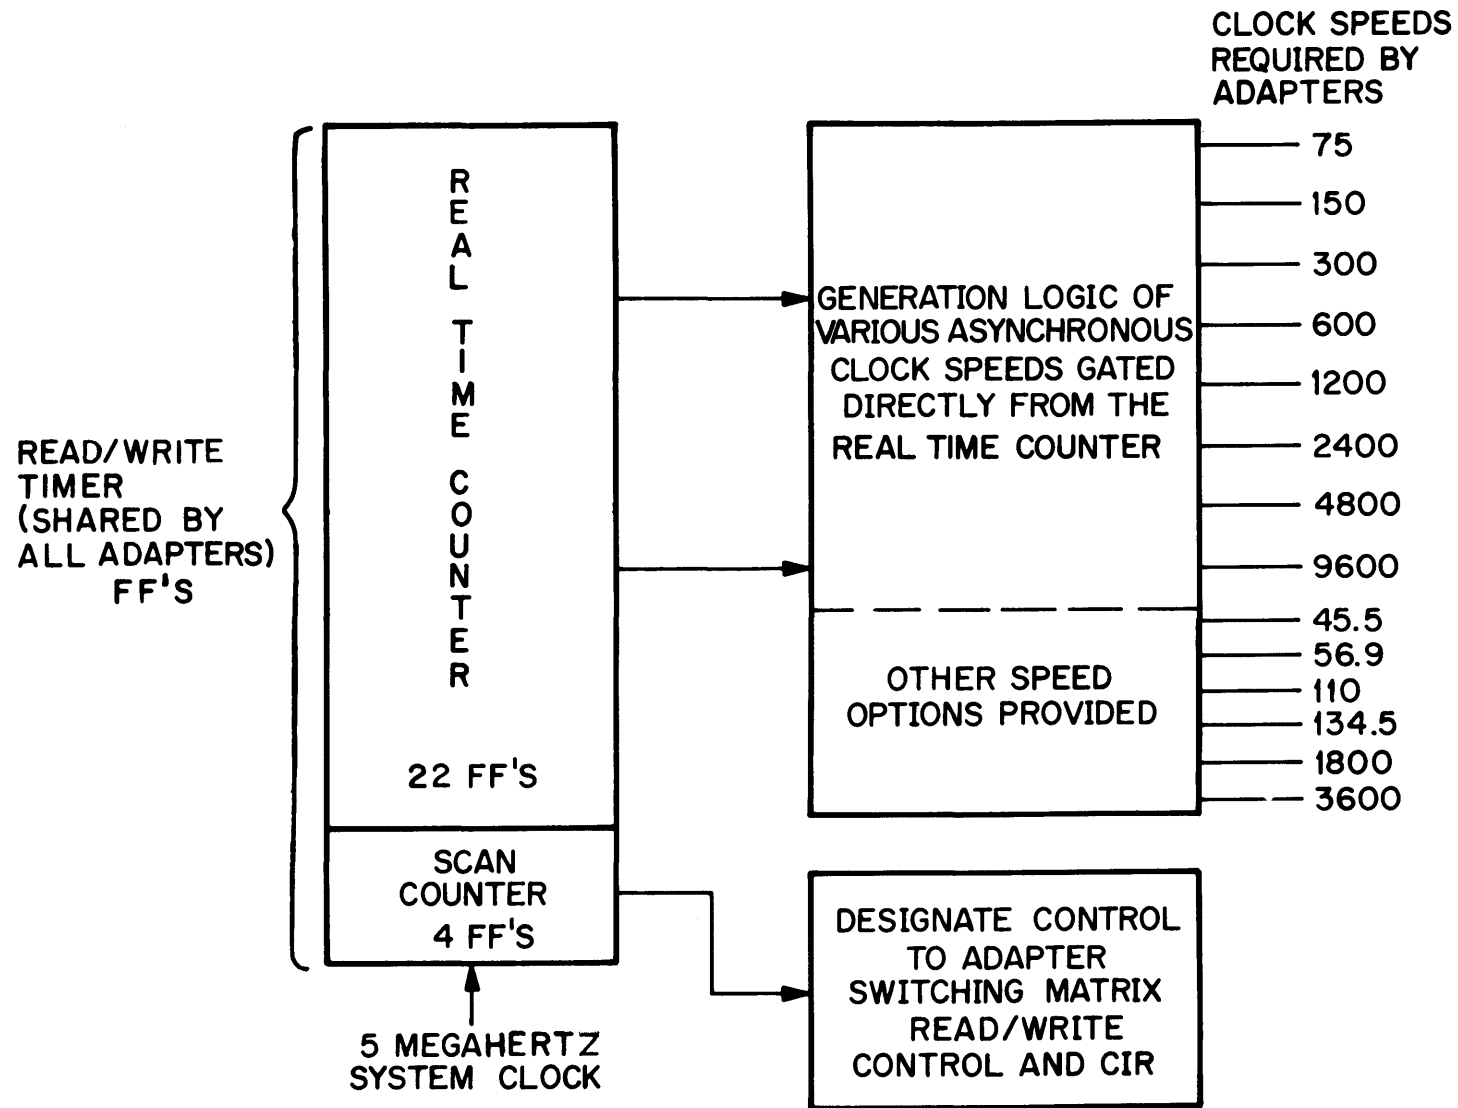 CLOCK SPEEDS
REQUIRED BY
ADAPTERS
READ/WRITE
TIMER
(SHARED BY
ALL ADAPTERS)
FF'S
REAL TIME COUNTER
22 FF'S
SCAN
COUNTER
4 FF'S
5 MEGAHERTZ
SYSTEM CLOCK
GENERATION LOGIC OF
VARIOUS ASYNCHRONOUS
CLOCK SPEEDS GATED
DIRECTLY FROM THE
REAL TIME COUNTER
OTHER SPEED
OPTIONS PROVIDED
75
150
300
600
1200
2400
4800
9600
45.5
56.9
110
134.5
1800
3600
DESIGNATE CONTROL
TO ADAPTER
SWITCHING MATRIX
READ/WRITE
CONTROL AND CIR